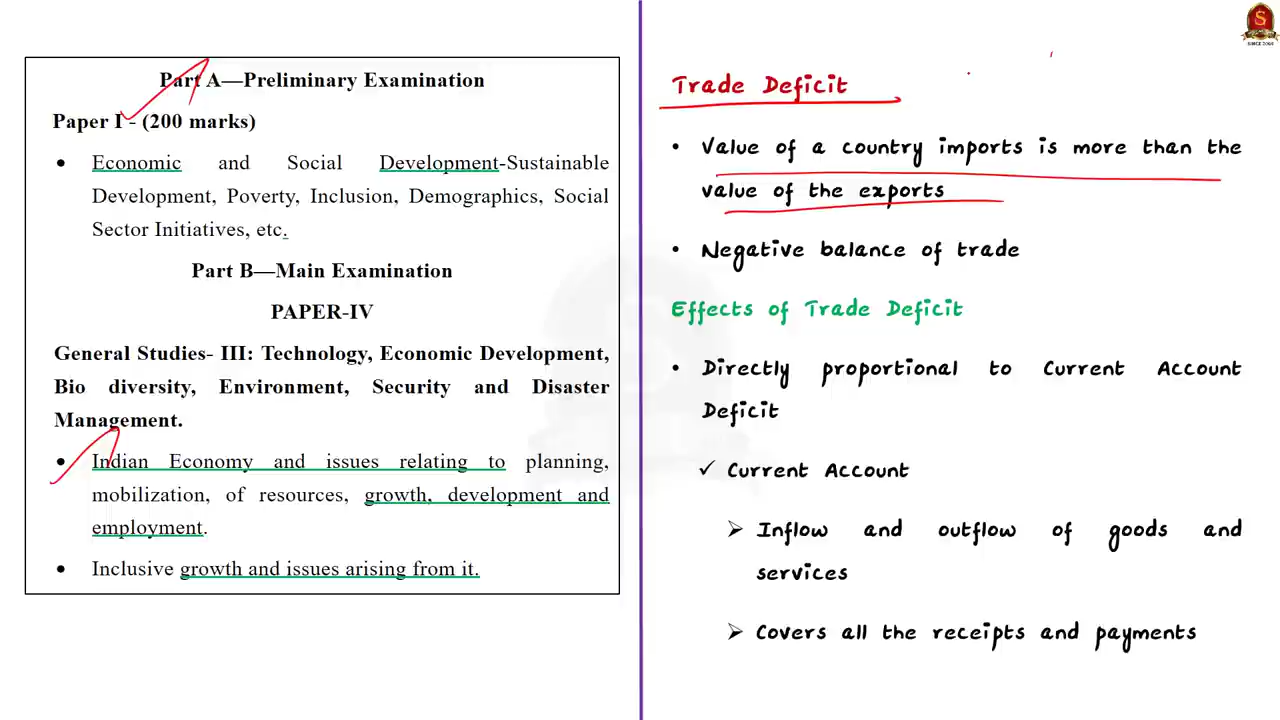 Part A—Preliminary Examination
Paper I - (200 marks)
• Economic and Social Development-Sustainable
Development, Poverty, Inclusion, Demographics, Social
Sector Initiatives, etc.
Part B—Main Examination
PAPER-IV
General Studies- III: Technology, Economic Development,
Bio diversity, Environment, Security and Disaster
Management.
• Indian Economy and issues relating to planning,
mobilization, of resources, growth, development and
employment.
• Inclusive growth and issues arising from it.
S
SINCE 2004
Trade Deficit
• Value of a country imports is more than the
value of the exports
• Negative balance of trade
Effects of Trade Deficit
• Directly proportional to Current Account
Deficit
✓ Current Account
➢ Inflow and outflow of goods and
services
➢ Covers all the receipts and payments